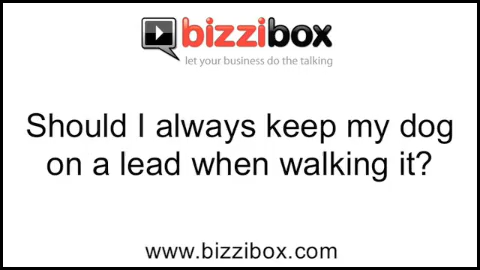 bizzibox
let your business do the talking
Should I always keep my dog
on a lead when walking it?
www.bizzibox.com